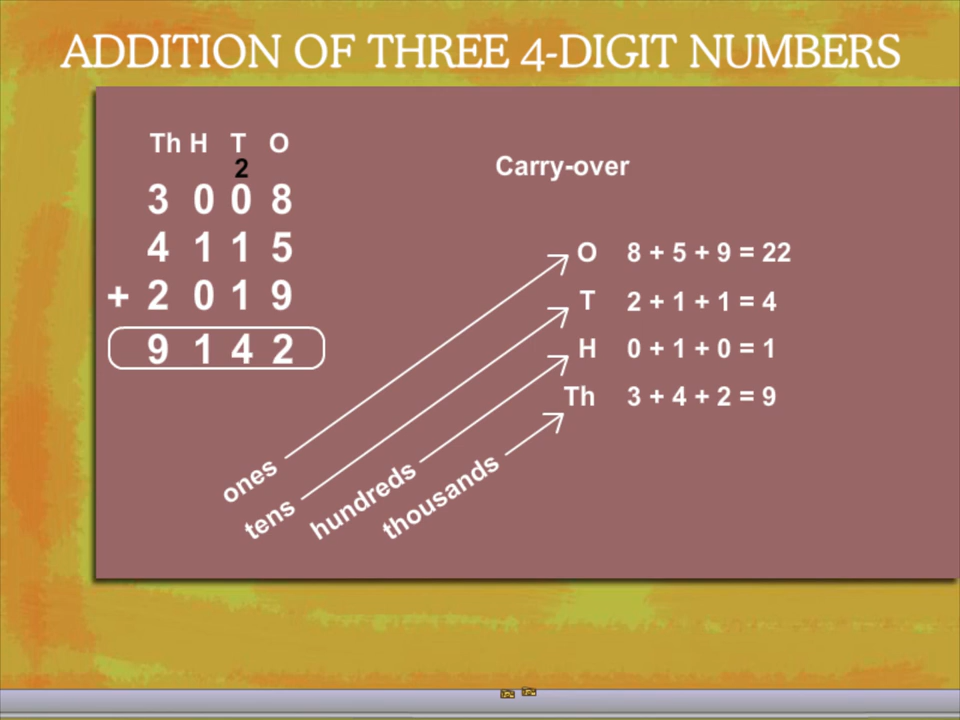 ADDITION OF THREE 4-DIGIT NUMBERS
Th H T O
2
3 0 0 8
4 1 1 5
+ 2 0 1 9
9 1 4 2
Carry-over
O 8 + 5 + 9 = 22
T 2 + 1 + 1 = 4
H 0 + 1 + 0 = 1
Th 3 + 4 + 2 = 9
ones
tens
hundreds
thousands